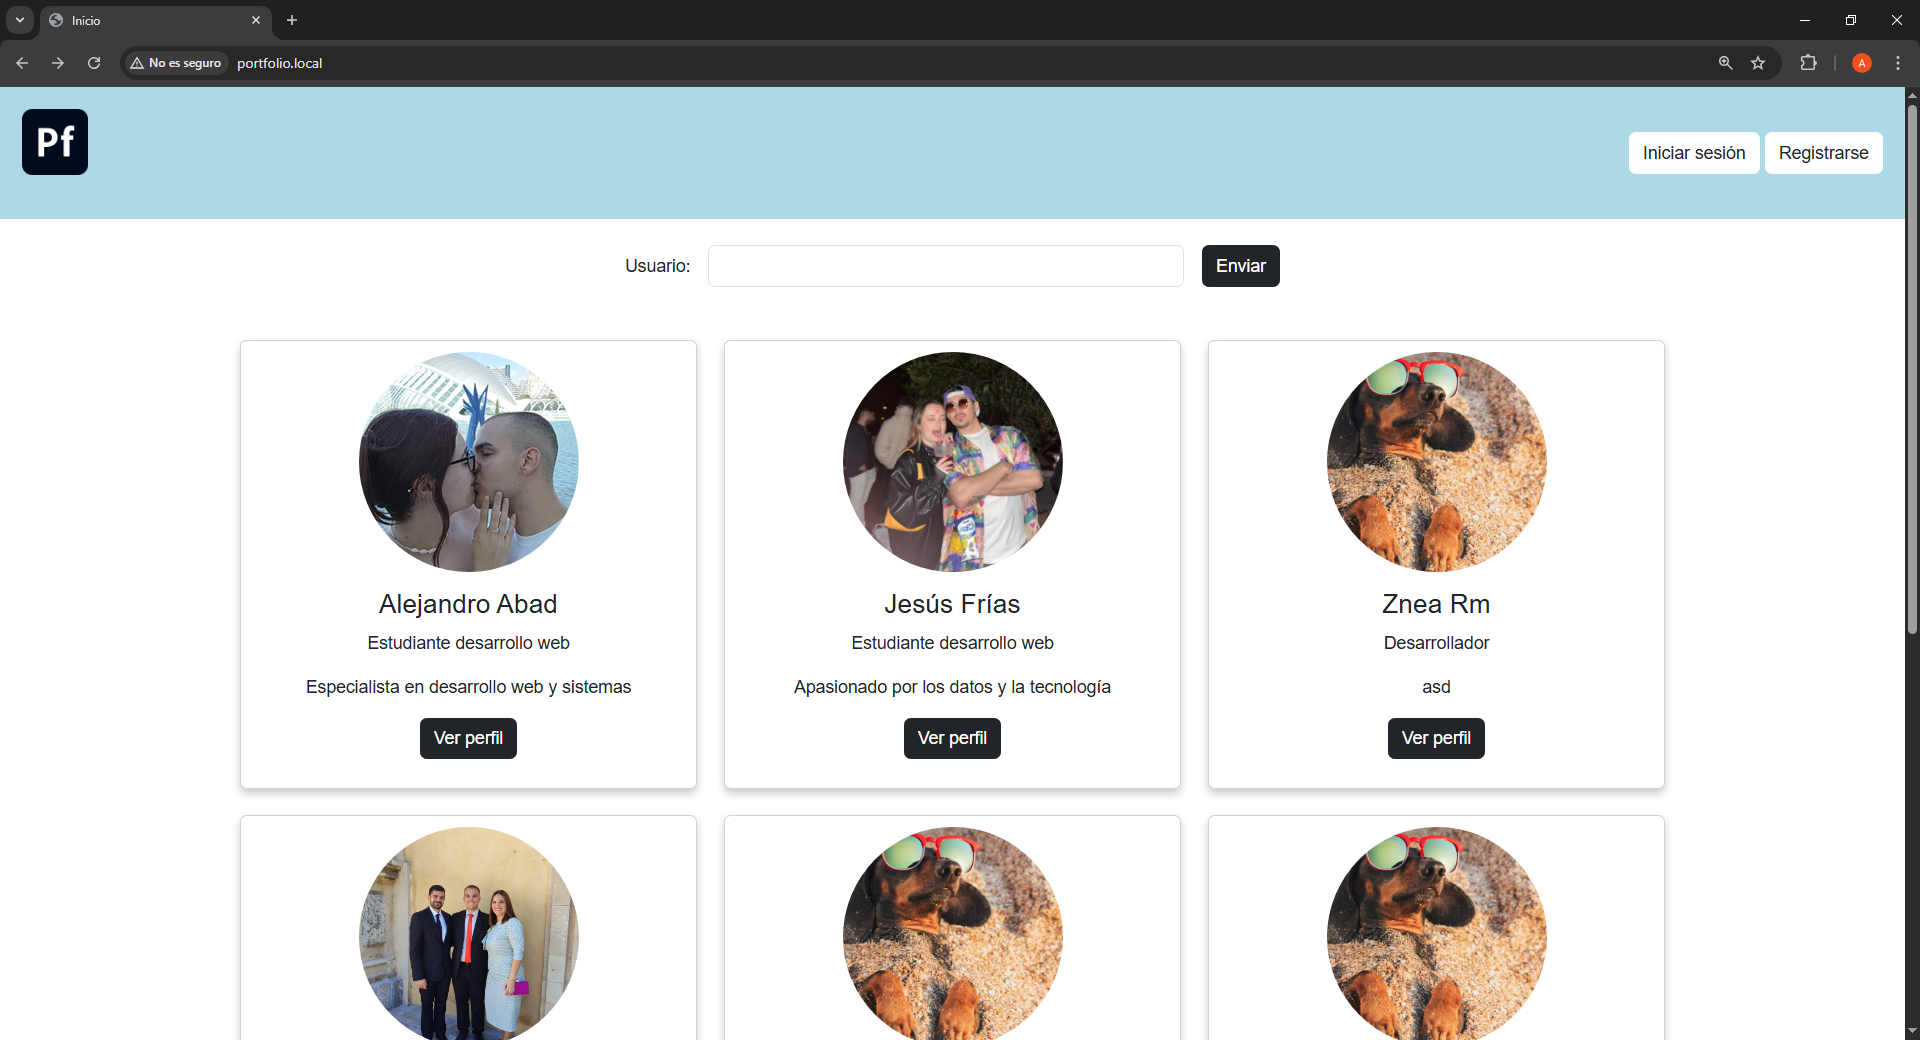 Inicio
No es seguro portfolio.local
A
Pf
Iniciar sesión Registrarse
Usuario: Enviar
Alejandro Abad
Estudiante desarrollo web
Especialista en desarrollo web y sistemas
Ver perfil
Jesús Frías
Estudiante desarrollo web
Apasionado por los datos y la tecnología
Ver perfil
Znea Rm
Desarrollador
asd
Ver perfil